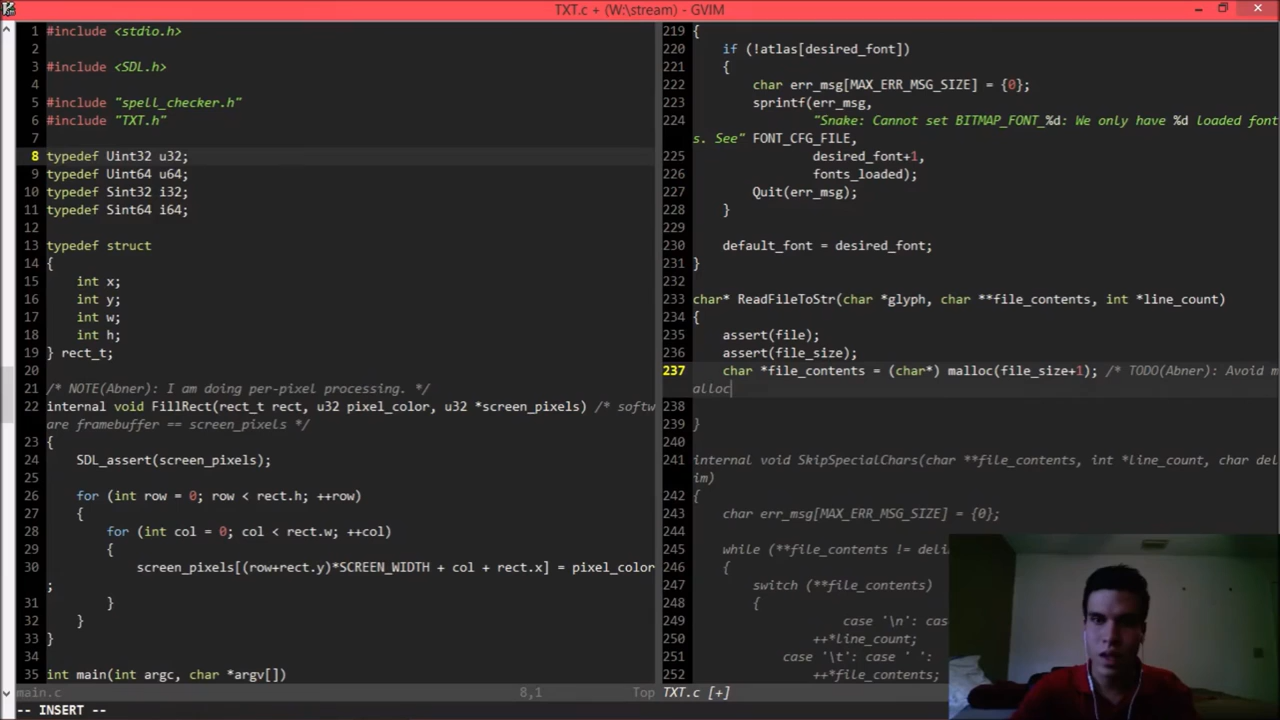 TXT.c + (W:\stream) - GVIM
1 #include <stdio.h>
2
3 #include <SDL.h>
4
5 #include "spell_checker.h"
6 #include "TXT.h"
7
8 typedef Uint32 u32;
9 typedef Uint64 u64;
10 typedef Sint32 i32;
11 typedef Sint64 i64;
12
13 typedef struct
14 {
15 int x;
16 int y;
17 int w;
18 int h;
19 } rect_t;
20
21 /* NOTE(Abner): I am doing per-pixel processing. */
22 internal void FillRect(rect_t rect, u32 pixel_color, u32 *screen_pixels) /* softw
are framebuffer == screen_pixels */
23 {
24 SDL_assert(screen_pixels);
25
26 for (int row = 0; row < rect.h; ++row)
27 {
28 for (int col = 0; col < rect.w; ++col)
29 {
30 screen_pixels[(row+rect.y)*SCREEN_WIDTH + col + rect.x] = pixel_color
;
31 }
32 }
33 }
34
35 int main(int argc, char *argv[])
main.c 8,1 Top
-- INSERT --
219 {
220 if (!atlas[desired_font])
221 {
222 char err_msg[MAX_ERR_MSG_SIZE] = {0};
223 sprintf(err_msg,
224 "Snake: Cannot set BITMAP_FONT_%d: We only have %d loaded font
s. See" FONT_CFG_FILE,
225 desired_font+1,
226 fonts_loaded);
227 Quit(err_msg);
228 }
229
230 default_font = desired_font;
231 }
232
233 char* ReadFileToStr(char *glyph, char **file_contents, int *line_count)
234 {
235 assert(file);
236 assert(file_size);
237 char *file_contents = (char*) malloc(file_size+1); /* TODO(Abner): Avoid m
alloc
238
239 }
240
241 internal void SkipSpecialChars(char **file_contents, int *line_count, char del
im)
242 {
243 char err_msg[MAX_ERR_MSG_SIZE] = {0};
244
245 while (**file_contents != deli
246 {
247 switch (**file_contents)
248 {
249 case '\n': cas
250 ++*line_count;
251 case '\t': case ' ':
252 ++*file_contents;
TXT.c [+]